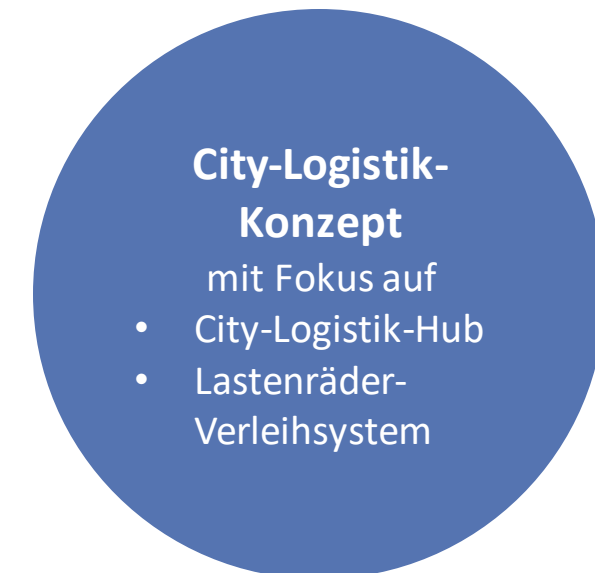 City-Logistik-
Konzept
mit Fokus auf
• City-Logistik-Hub
• Lastenräder-
Verleihsystem